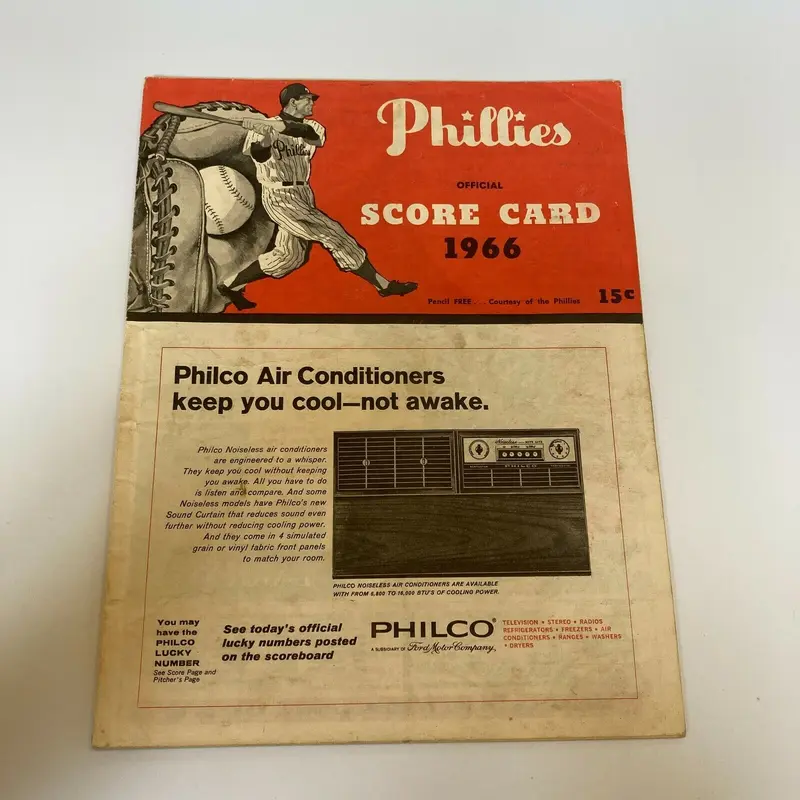 Phillies
Phillies
OFFICIAL
SCORE CARD
1966
Pencil FREE . . . Courtesy of the Phillies
15c
Philco Air Conditioners
keep you cool—not awake.
Philco Noiseless air conditioners
are engineered to a whisper.
They keep you cool without keeping
you awake. All you have to do
is listen and compare. And some
Noiseless models have Philco's new
Sound Curtain that reduces sound even
further without reducing cooling power.
And they come in 4 simulated
grain or vinyl fabric front panels
to match your room.
PHILCO
PHILCO NOISELESS AIR CONDITIONERS ARE AVAILABLE
WITH FROM 6,800 TO 16,000 BTU'S OF COOLING POWER.
You may
have the
PHILCO
LUCKY
NUMBER
See Score Page and
Pitcher's Page
See today's official
lucky numbers posted
on the scoreboard
PHILCO®
A SUBSIDIARY OF Ford Motor Company,
TELEVISION • STEREO • RADIOS
REFRIGERATORS • FREEZERS • AIR
CONDITIONERS • RANGES • WASHERS
• DRYERS